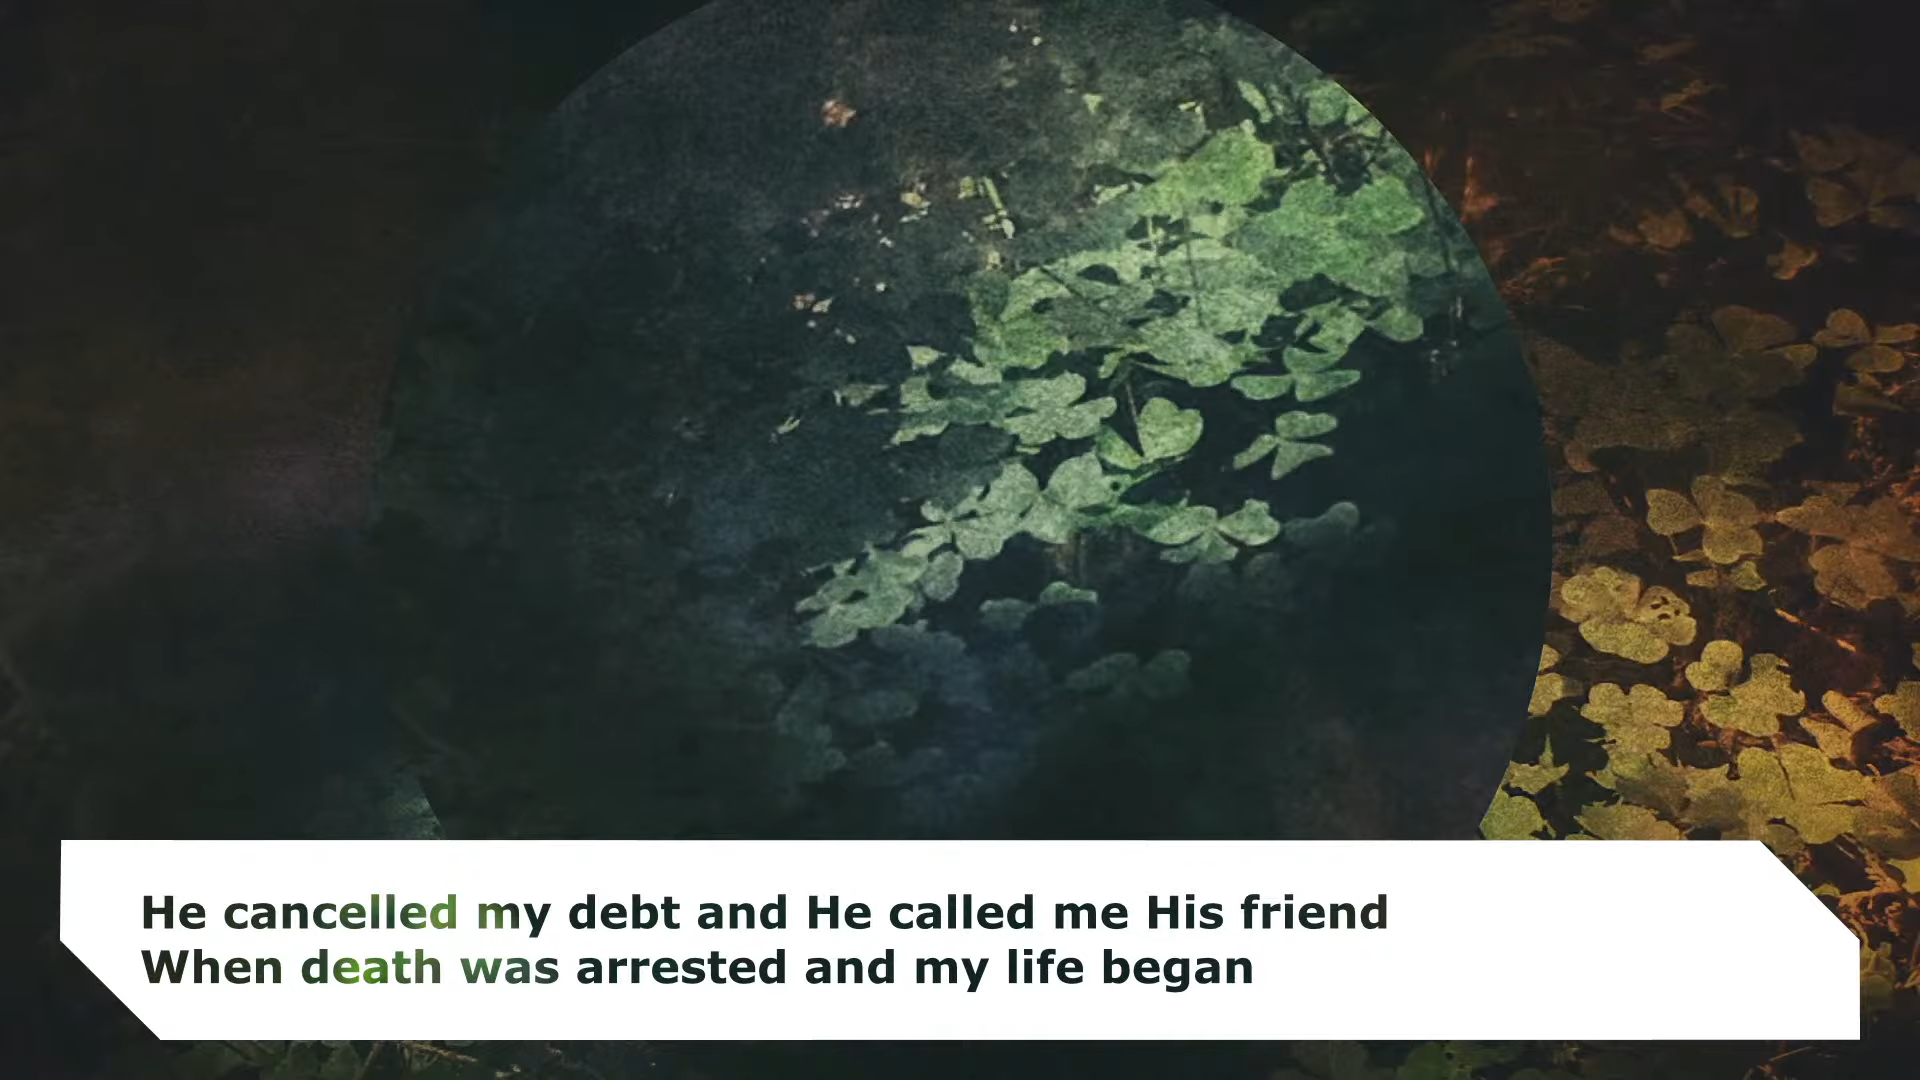 He cancelled my debt and He called me His friend
When death was arrested and my life began